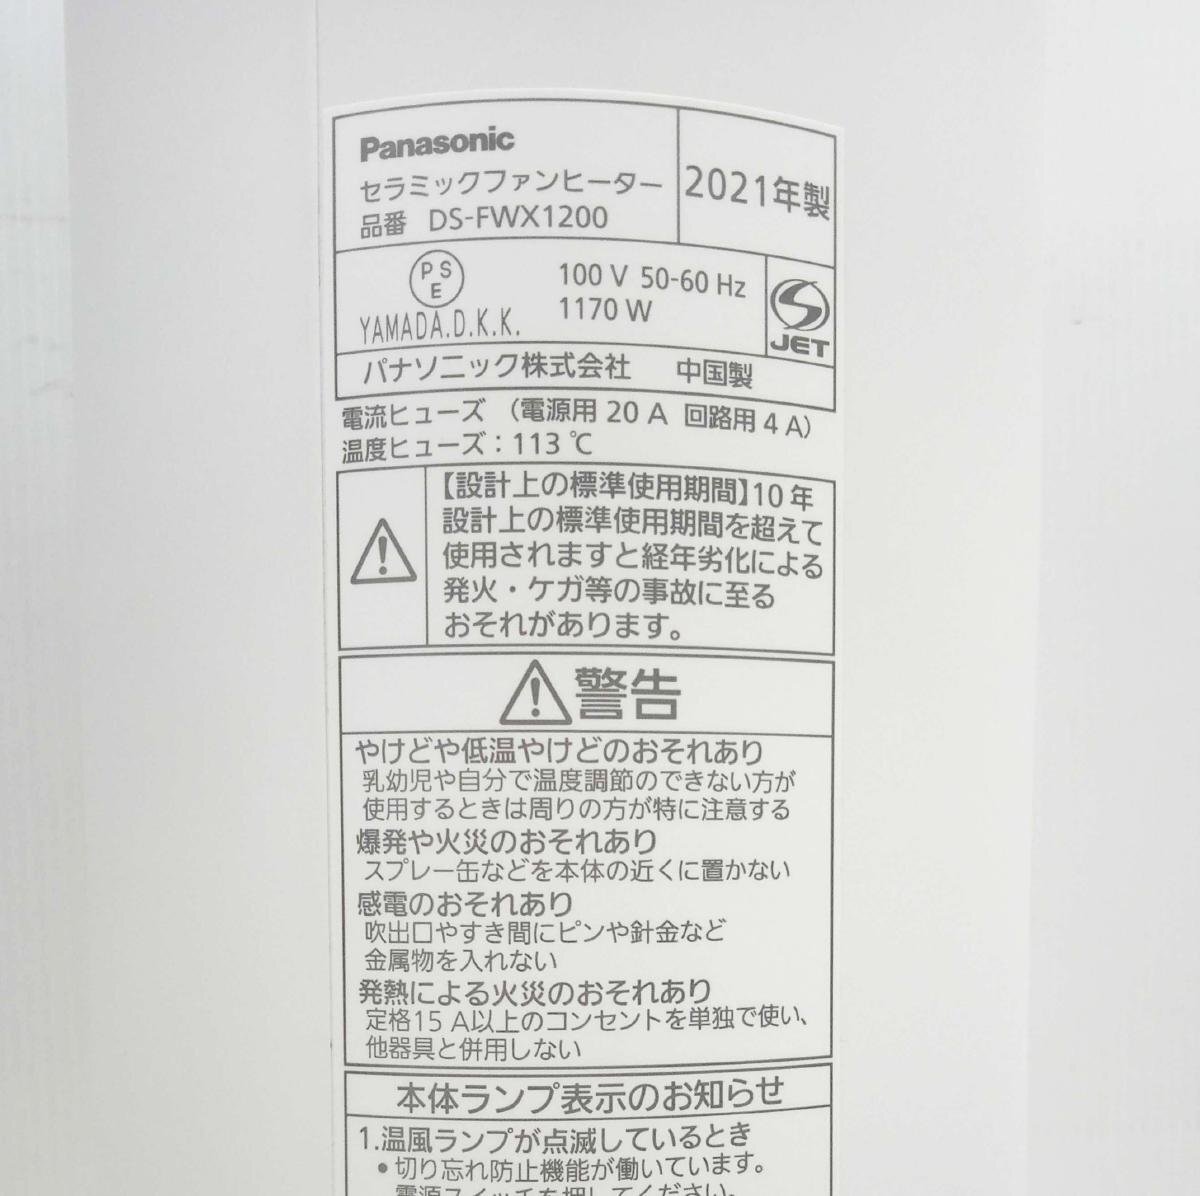 Panasonic
セラミックファンヒーター
品番 DS-FWX1200
2021年製
PSE
YAMADA.D.K.K.
100 V 50-60 Hz
1170 W
JET
パナソニック株式会社 中国製
電流ヒューズ (電源用 20 A 回路用 4 A)
温度ヒューズ:113 ℃
【設計上の標準使用期間】10 年
設計上の標準使用期間を超えて
使用されますと経年劣化による
発火・ケガ等の事故に至る
おそれがあります。
警告
やけどや低温やけどのおそれあり
乳幼児や自分で温度調節のできない方が
使用するときは周りの方が特に注意する
爆発や火災のおそれあり
スプレー缶などを本体の近くに置かない
感電のおそれあり
吹出口やすき間にピンや針金など
金属物を入れない
発熱による火災のおそれあり
定格15 A以上のコンセントを単独で使い、
他器具と併用しない
本体ランプ表示のお知らせ
1.温風ランプが点滅しているとき
•切り忘れ防止機能が働いています。
電源スイッチを押してください。